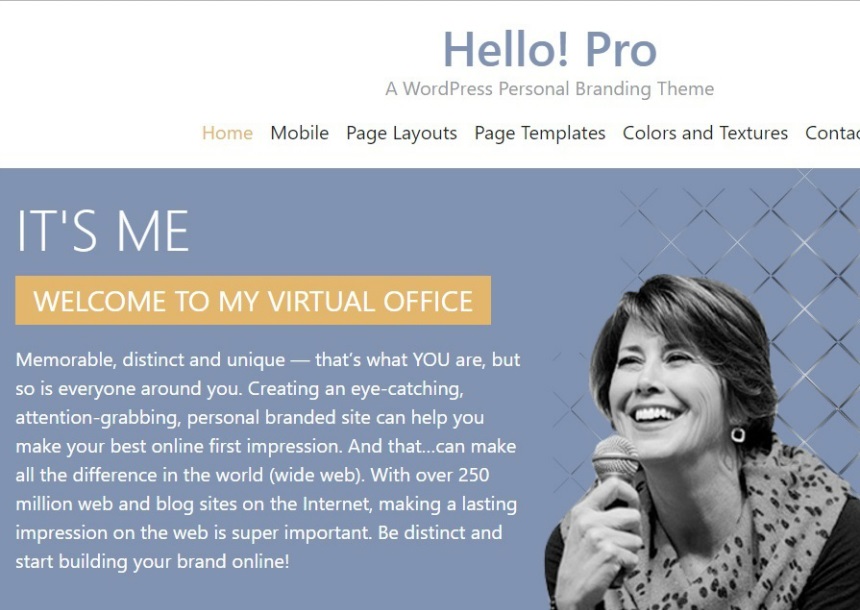 Hello! Pro
A WordPress Personal Branding Theme
Home Mobile Page Layouts Page Templates Colors and Textures
IT'S ME
WELCOME TO MY VIRTUAL OFFICE
Memorable, distinct and unique — that’s what YOU are, but
so is everyone around you. Creating an eye-catching,
attention-grabbing, personal branded site can help you
make your best online first impression. And that...can make
all the difference in the world (wide web). With over 250
million web and blog sites on the Internet, making a lasting
impression on the web is super important. Be distinct and
start building your brand online!